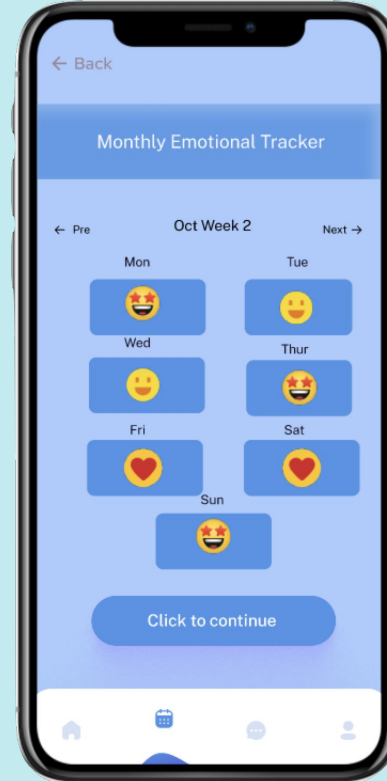 ← Back
Monthly Emotional Tracker
← Pre
Oct Week 2
Next →
Mon
Tue
Wed
Thur
Fri
Sat
Sun
Click to continue